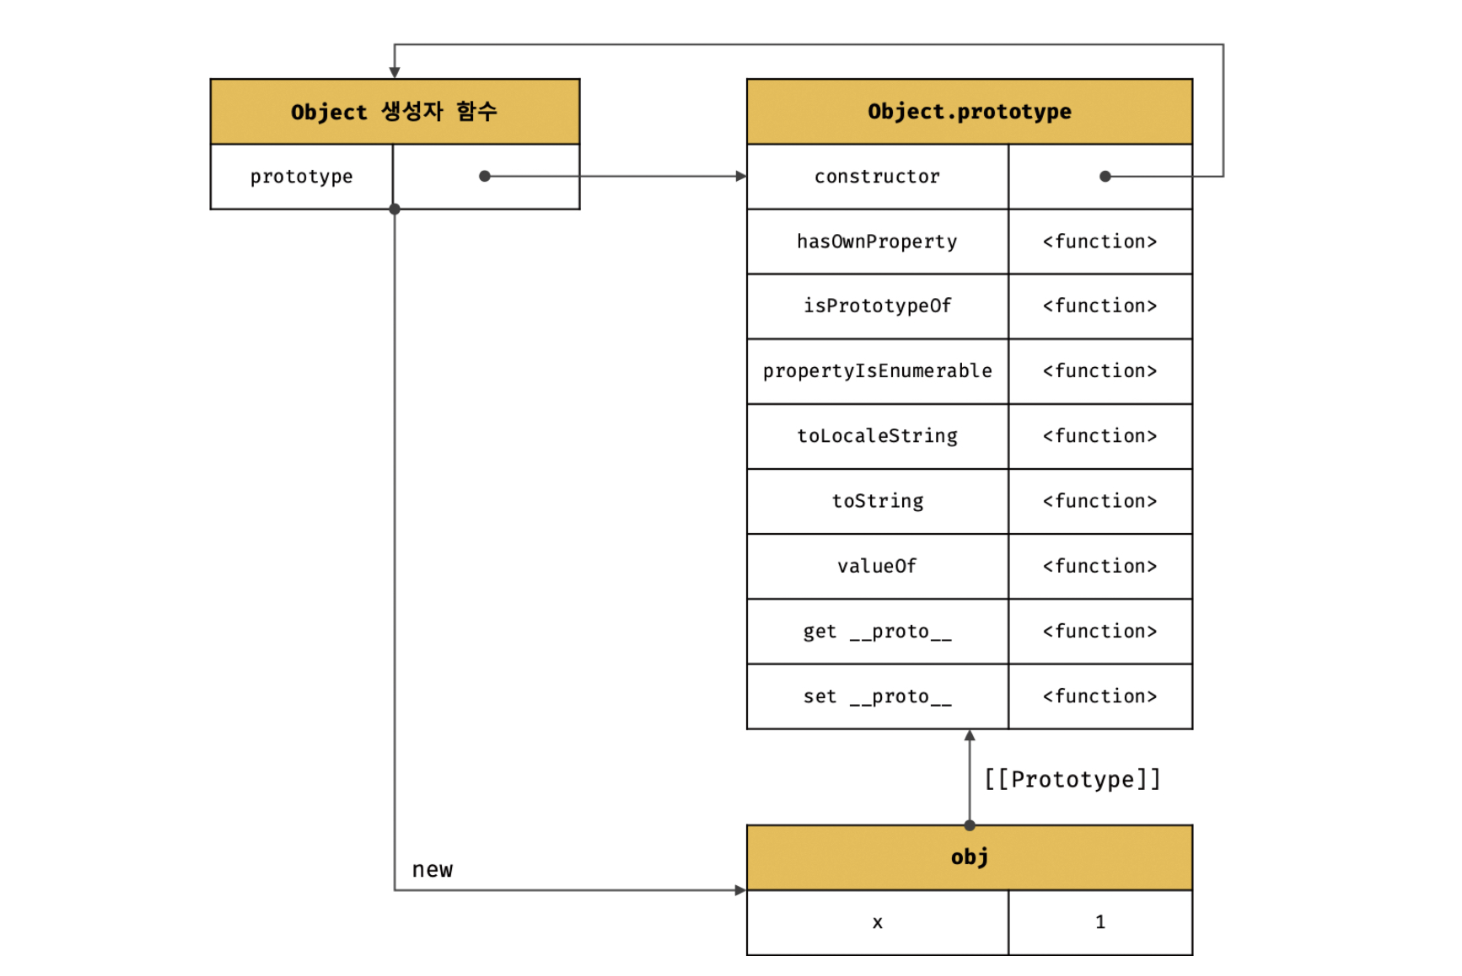 Object 생성자 함수
prototype
Object.prototype
constructor
hasOwnProperty <function>
isPrototypeOf <function>
propertyIsEnumerable <function>
toLocaleString <function>
toString <function>
valueOf <function>
get __proto__ <function>
set __proto__ <function>
[[Prototype]]
new
obj
x 1